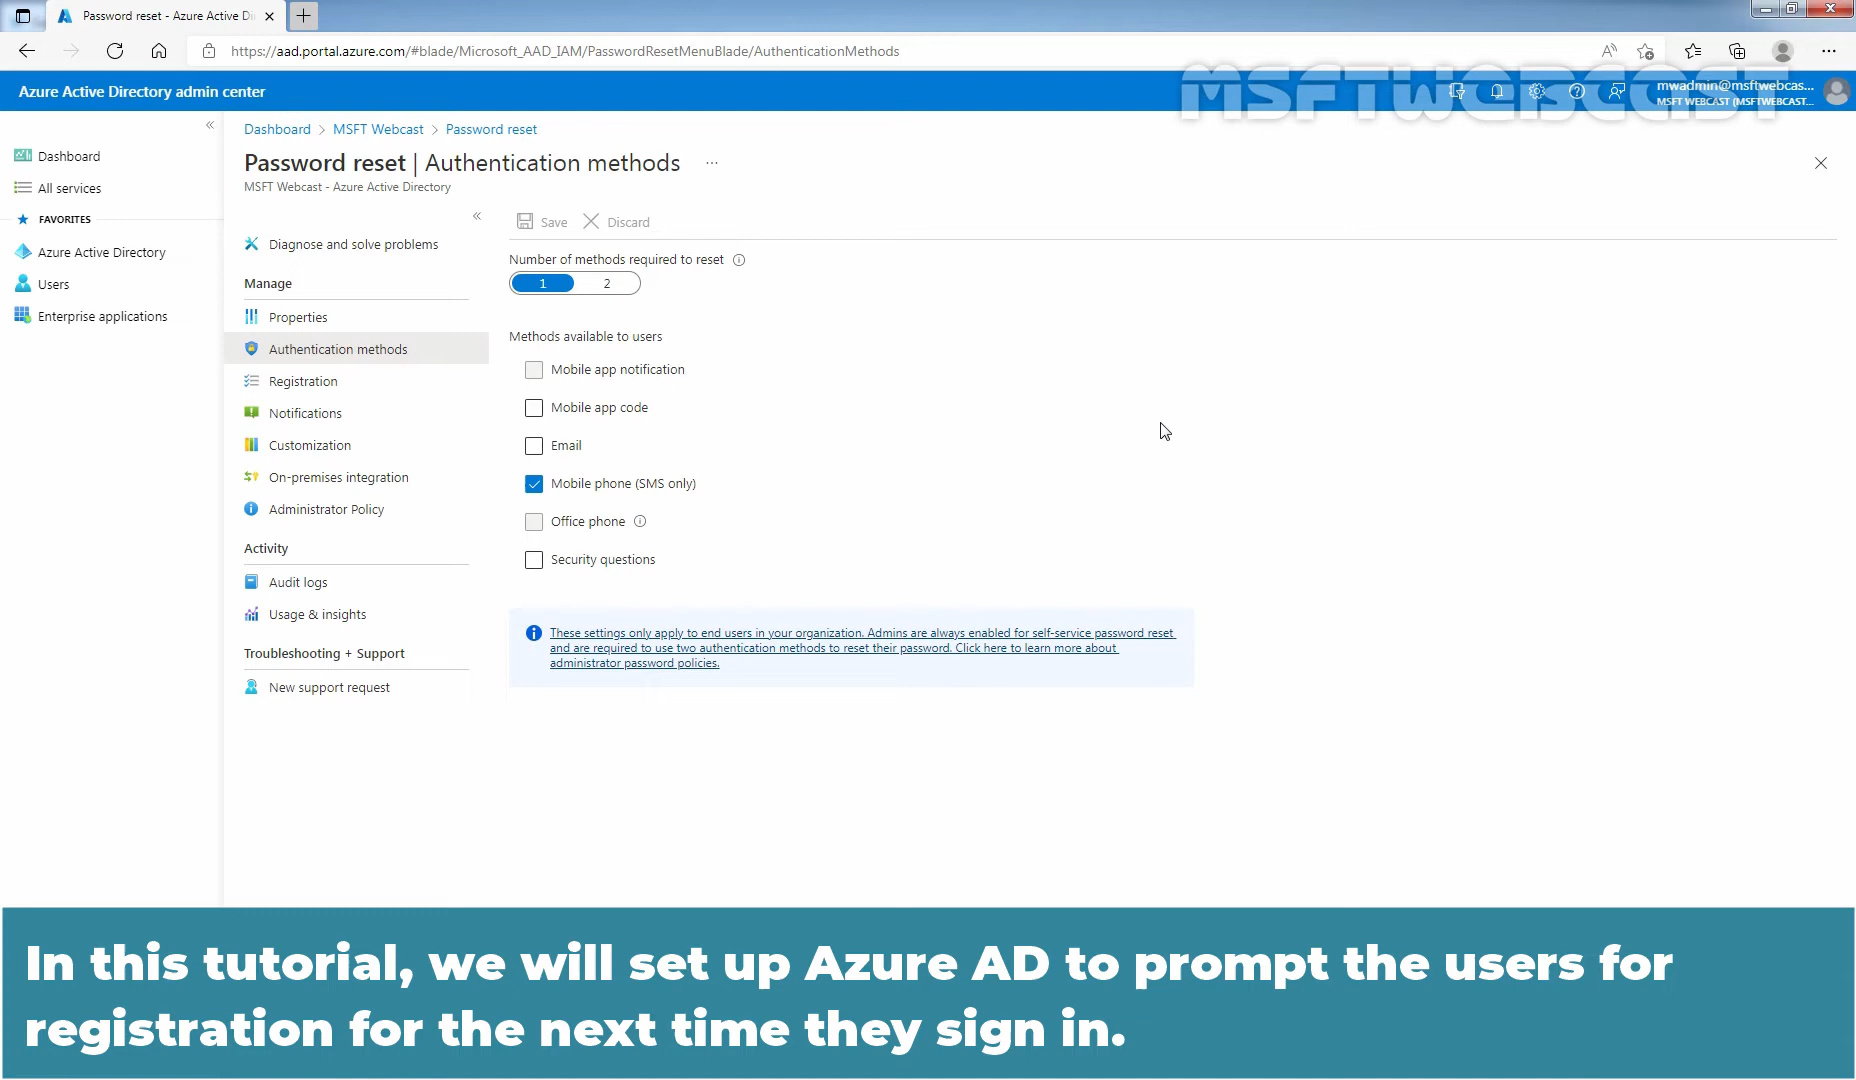 Password reset - Azure Active Di
https://aad.portal.azure.com/#blade/Microsoft_AAD_IAM/PasswordResetMenuBlade/AuthenticationMethods
MSFTWEBCAST
Azure Active Directory admin center
mwadmin@msftwebcas...
MSFT WEBCAST (MSFTWEBCAST....
Dashboard
All services
FAVORITES
Azure Active Directory
Users
Enterprise applications
Dashboard > MSFT Webcast > Password reset
Password reset | Authentication methods ...
MSFT Webcast - Azure Active Directory
Diagnose and solve problems
Manage
Properties
Authentication methods
Registration
Notifications
Customization
On-premises integration
Administrator Policy
Activity
Audit logs
Usage & insights
Troubleshooting + Support
New support request
Save Discard
Number of methods required to reset
1 2
Methods available to users
Mobile app notification
Mobile app code
Email
Mobile phone (SMS only)
Office phone
Security questions
These settings only apply to end users in your organization. Admins are always enabled for self-service password reset
and are required to use two authentication methods to reset their password. Click here to learn more about
administrator password policies.
In this tutorial, we will set up Azure AD to prompt the users for
registration for the next time they sign in.